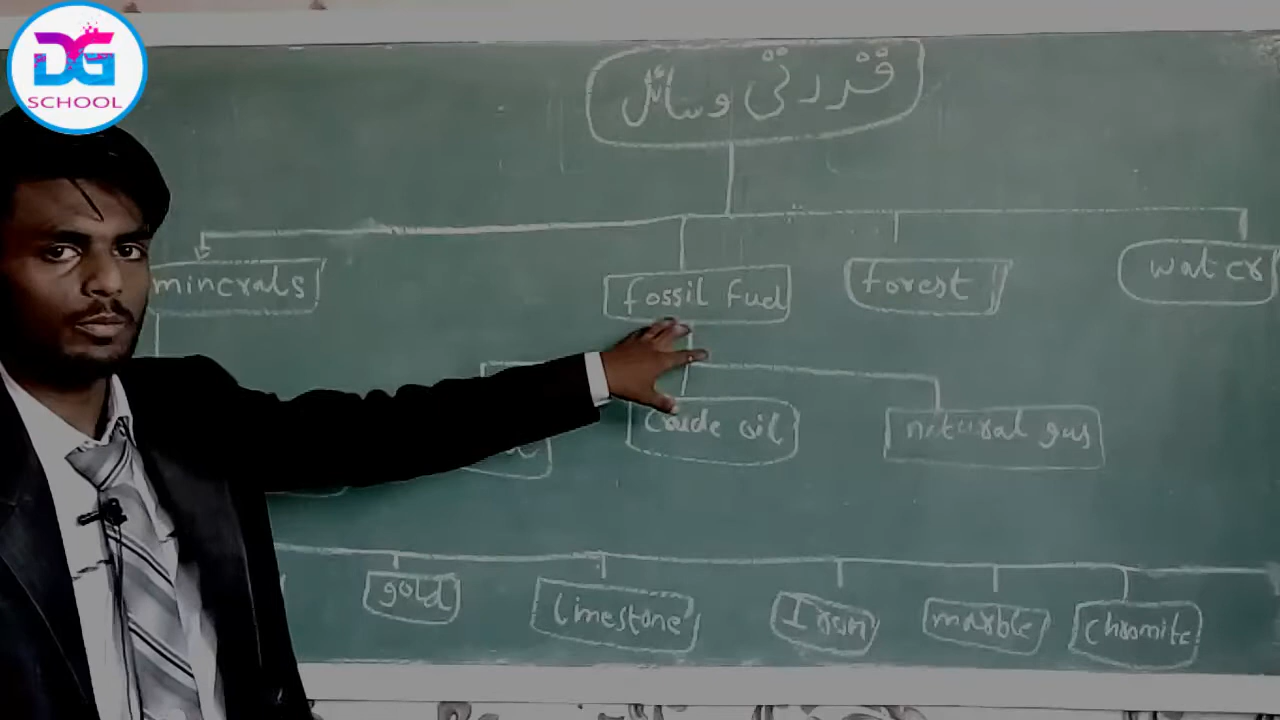 DG
SCHOOL
قدرتی وسائل
minerals
fossil fuel
forest
water
crude oil
natural gas
gold
limestone
Iron
marble
chromite